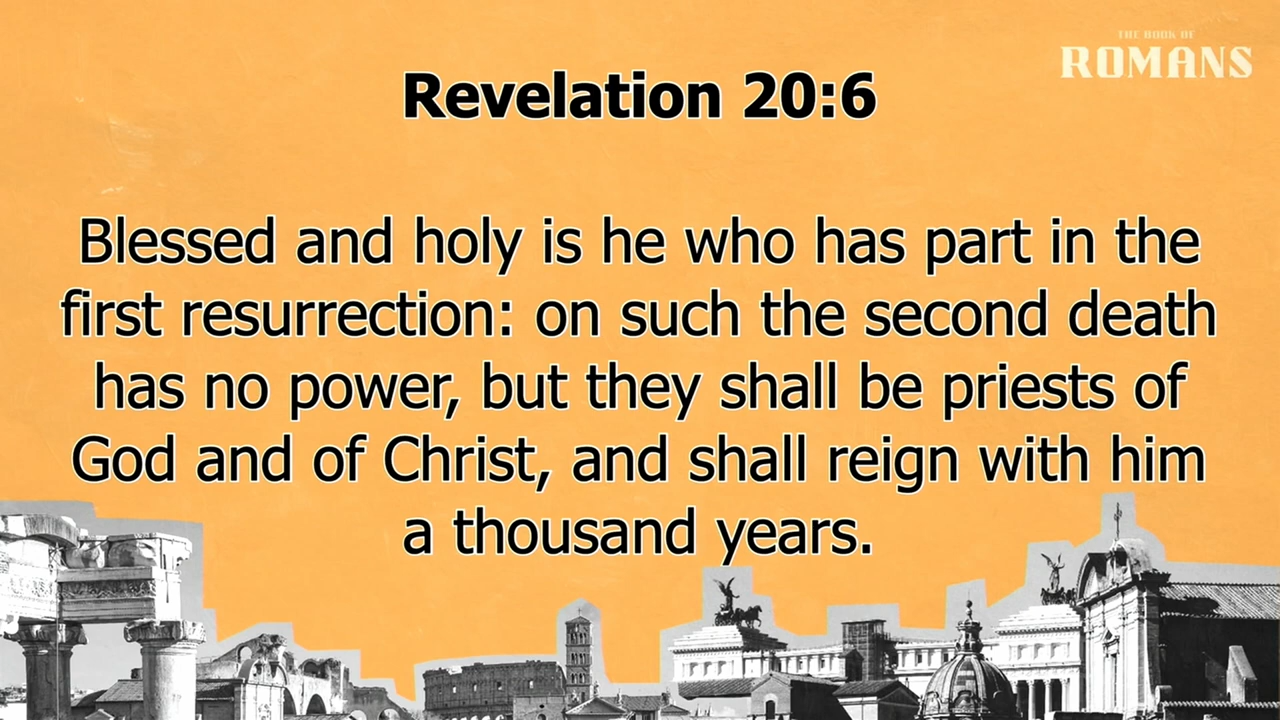 THE BOOK OF
ROMANS
Revelation 20:6
Blessed and holy is he who has part in the
first resurrection: on such the second death
has no power, but they shall be priests of
God and of Christ, and shall reign with him
a thousand years.